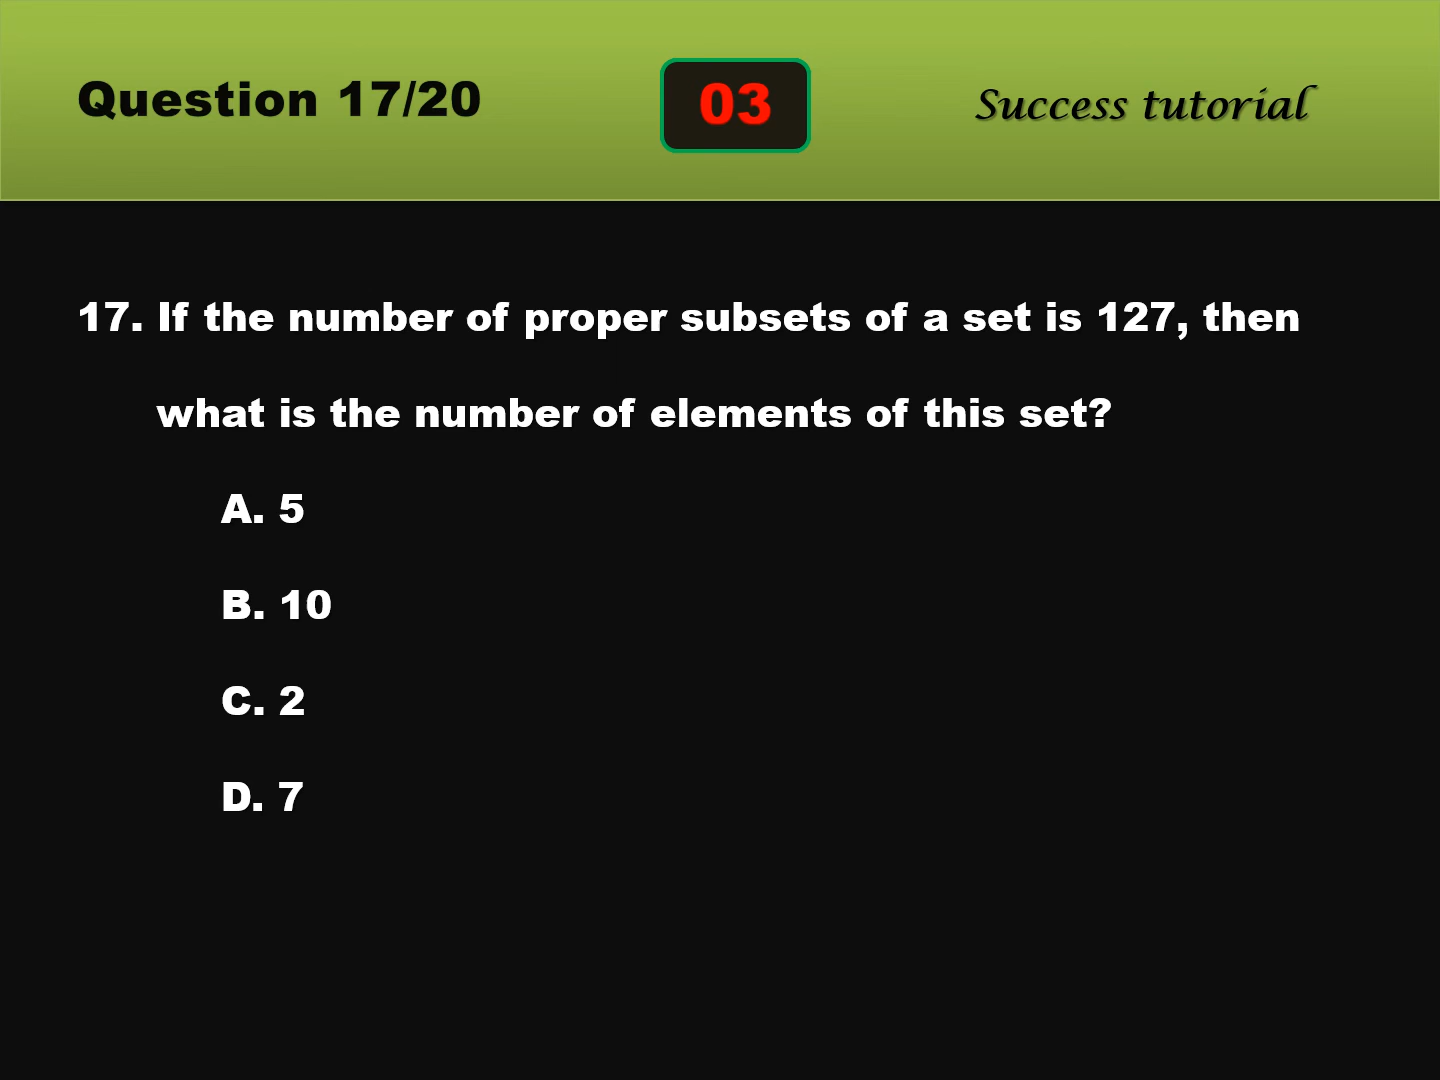 Question 17/20
03
Success tutorial
17. If the number of proper subsets of a set is 127, then
what is the number of elements of this set?
A. 5
B. 10
C. 2
D. 7